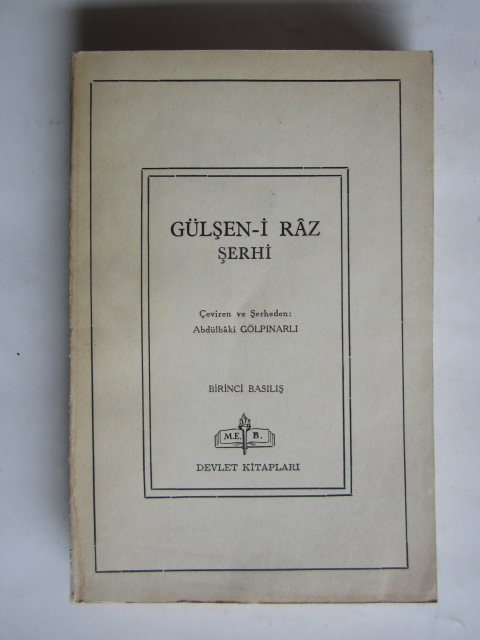 GÜLŞEN-İ RÂZ
ŞERHİ
Çeviren ve Şerheden:
Abdülbâki GÖLPINARLI
BİRİNCİ BASILIŞ
M.E. B.
DEVLET KİTAPLARI